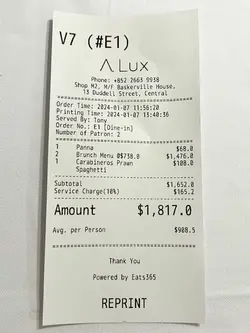 V7 (#E1)
Λ LUX
Phone: +852 2663 9938
Shop M2, M/F Baskerville House,
13 Duddell Street, Central
Order Time: 2024-01-07 11:56:20
Printing Time: 2024-01-07 13:40:36
Served By: Tony
Order No.: E1 [Dine-in]
Number of Patron: 2
1 Panna $68.0
2 Brunch Menu D$738.0 $1,476.0
1 Carabineros Prawn $108.0
Spaghetti
Subtotal $1,652.0
Service Charge(10%) $165.2
Amount $1,817.0
Avg. per Person $908.5
Thank You
Powered by Eats365
REPRINT